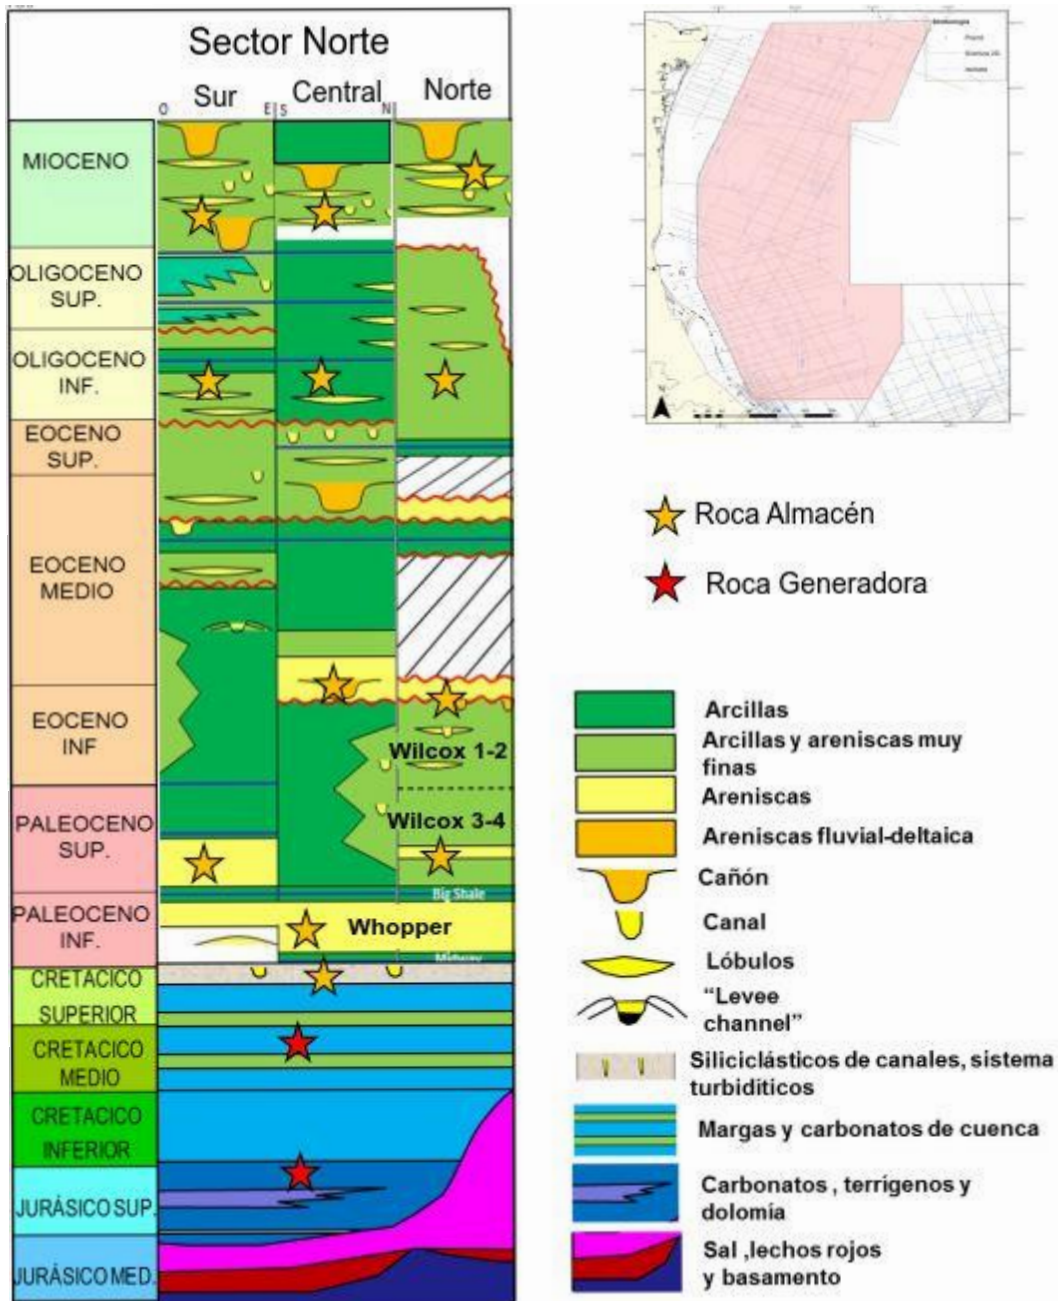 Sector Norte
Sur
Central
Norte
O
E
S
N
MIOCENO
OLIGOCENO
SUP.
OLIGOCENO
INF.
EOCENO
SUP.
EOCENO
MEDIO
EOCENO
INF
PALEOCENO
SUP.
PALEOCENO
INF.
CRETACICO
SUPERIOR
CRETACICO
MEDIO
CRETACICO
INFERIOR
JURÁSICO SUP.
JURÁSICO MED.
Wilcox 1-2
Wilcox 3-4
Big Shale
Whopper
Midway
Roca Almacén
Roca Generadora
Arcillas
Arcillas y areniscas muy
finas
Areniscas
Areniscas fluvial-deltaica
Cañón
Canal
Lóbulos
“Levee
channel”
Siliciclásticos de canales, sistema
turbidíticos
Margas y carbonatos de cuenca
Carbonatos , terrígenos y
dolomía
Sal ,lechos rojos
y basamento